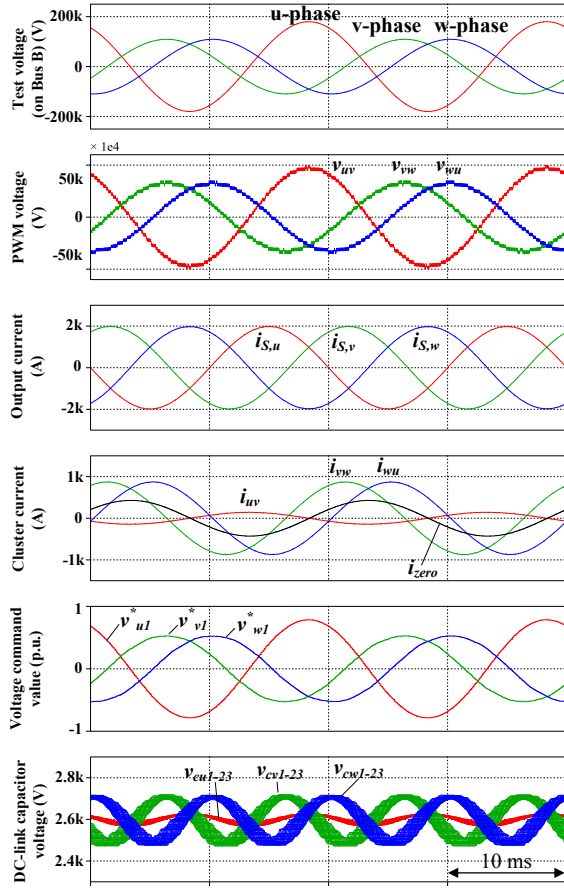 Test voltage
(on Bus B) (V)
200k
0
-200k
u-phase
v-phase
w-phase
× 1e4
PWM voltage
(V)
50k
0
-50k
v_uv
v_vw
v_wu
Output current
(A)
2k
0
-2k
i_S,u
i_S,v
i_S,w
Cluster current
(A)
1k
0
-1k
i_uv
i_vw
i_wu
i_zero
Voltage command
value (p.u.)
1
0
-1
v*_u1
v*_v1
v*_w1
DC-link capacitor
voltage (V)
2.8k
2.6k
2.4k
v_cu1-23
v_cv1-23
v_cw1-23
10 ms